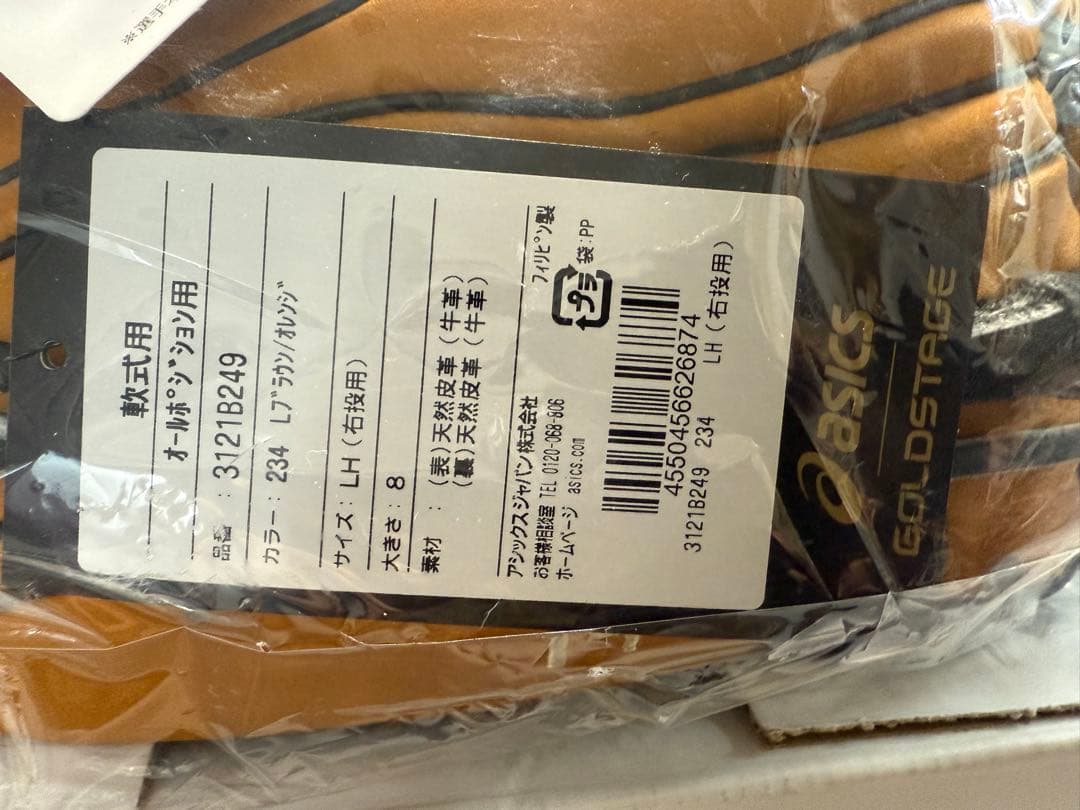 ※選手
軟式用
オールポジション用
品番 : 3121B249
カラー : 234 Lブラウン/オレンジ
サイズ : LH (右投用)
大きさ : 8
素材 : (表)天然皮革 (牛革)
(裏)天然皮革 (牛革)
アシックスジャパン株式会社 フィリピン製
お客様相談室 TEL 0120-068-806
ホームページ asics.com
プラ 袋:PP
4550456626874
3121B249 234 LH (右投用)
asics
GOLDSTAGE